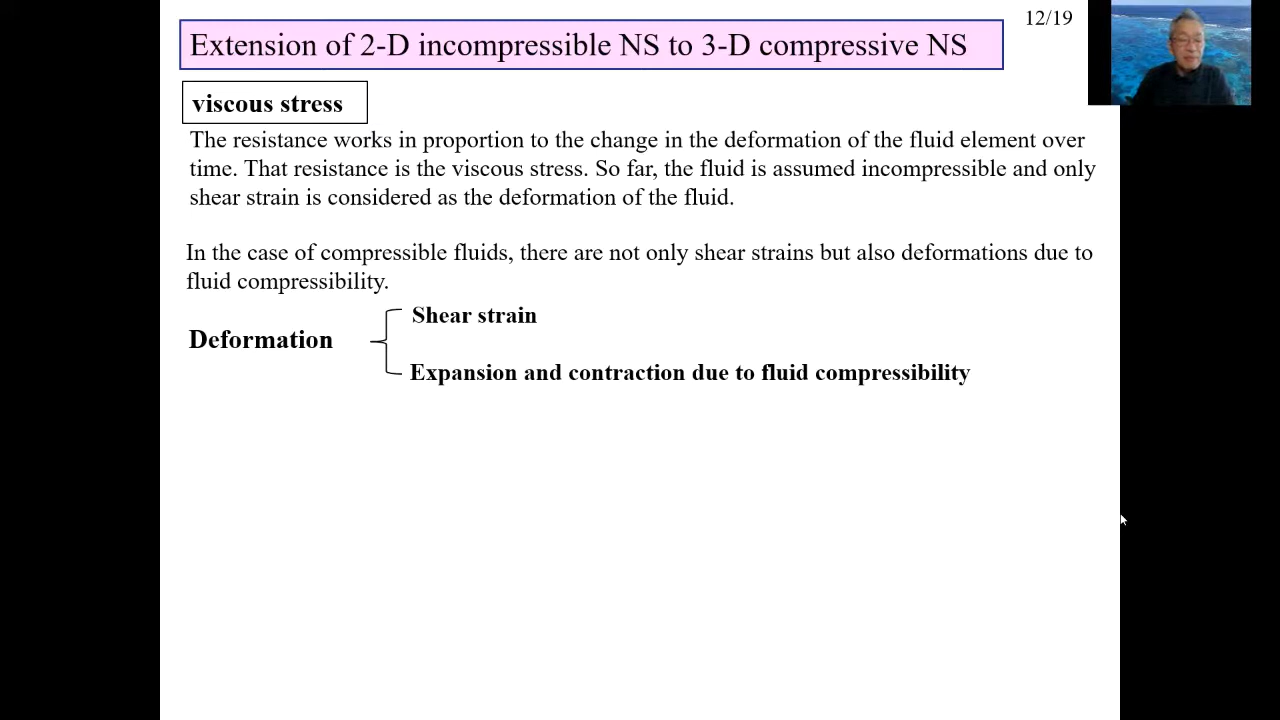 12/19
Extension of 2-D incompressible NS to 3-D compressive NS
viscous stress
The resistance works in proportion to the change in the deformation of the fluid element over
time. That resistance is the viscous stress. So far, the fluid is assumed incompressible and only
shear strain is considered as the deformation of the fluid.
In the case of compressible fluids, there are not only shear strains but also deformations due to
fluid compressibility.
Shear strain
Deformation
Expansion and contraction due to fluid compressibility